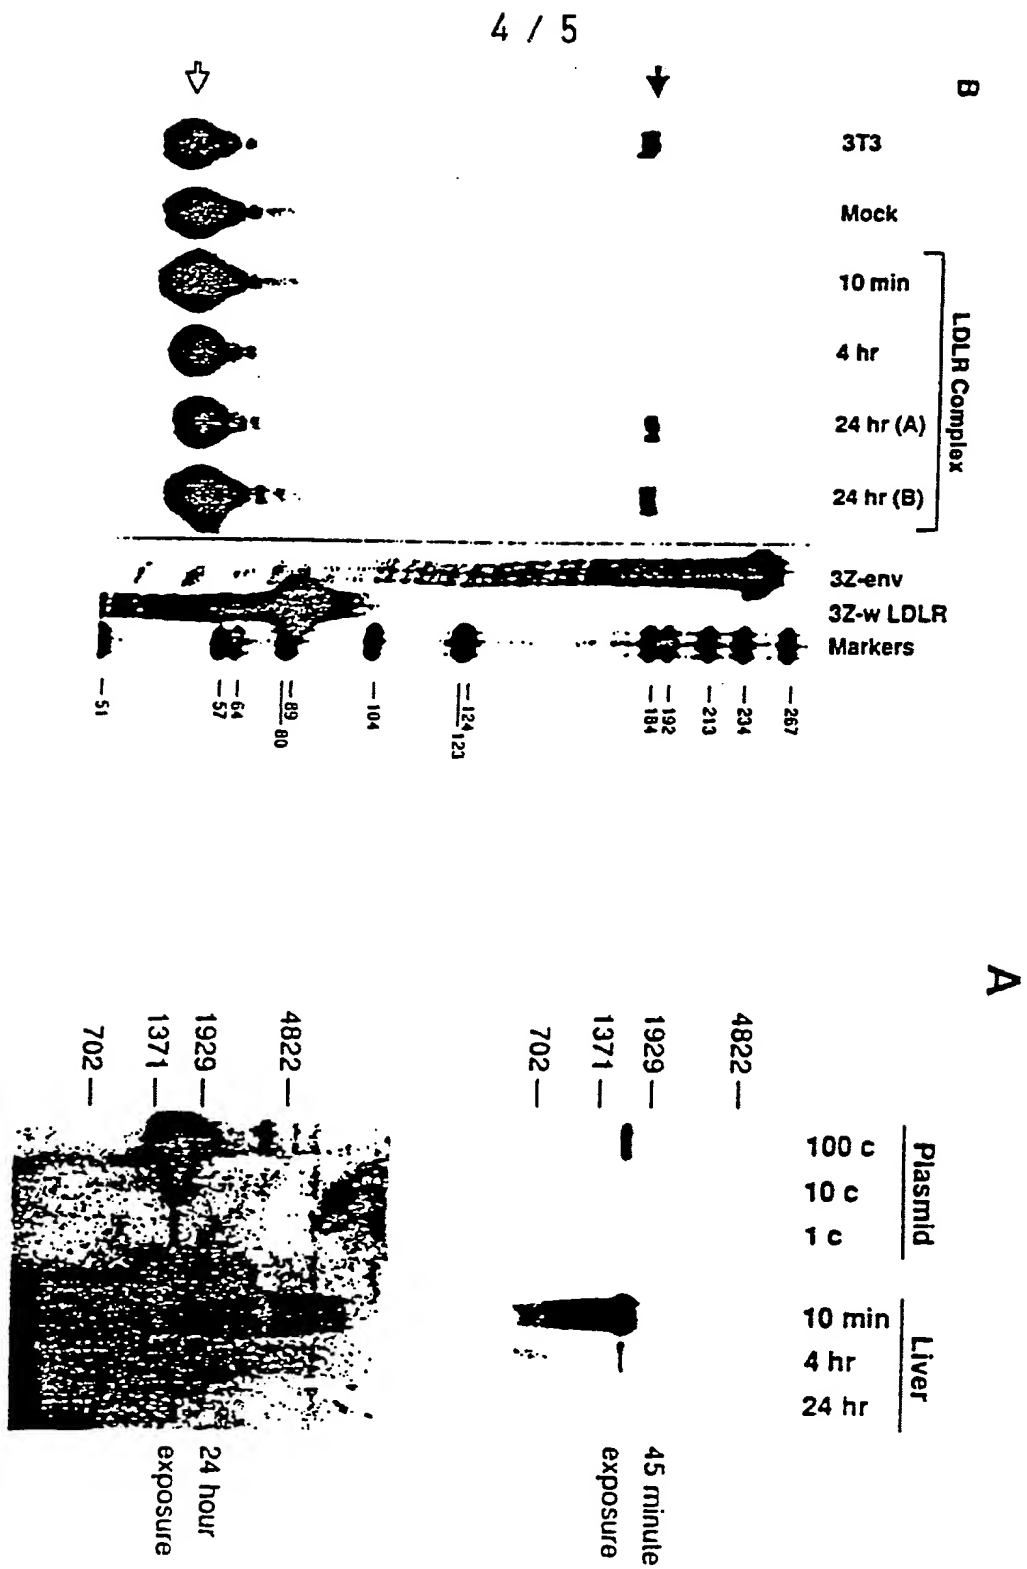 4 / 5
B
3T3
Mock
10 min
4 hr
24 hr (A)
24 hr (B)
LDLR Complex
3Z-env
3Z-w LDLR
Markers
51
57
64
80
89
104
123
124
184
192
213
234
267
A
Plasmid
100 c
10 c
1 c
Liver
10 min
4 hr
24 hr
4822
1929
1371
702
45 minute
exposure
4822
1929
1371
702
24 hour
exposure